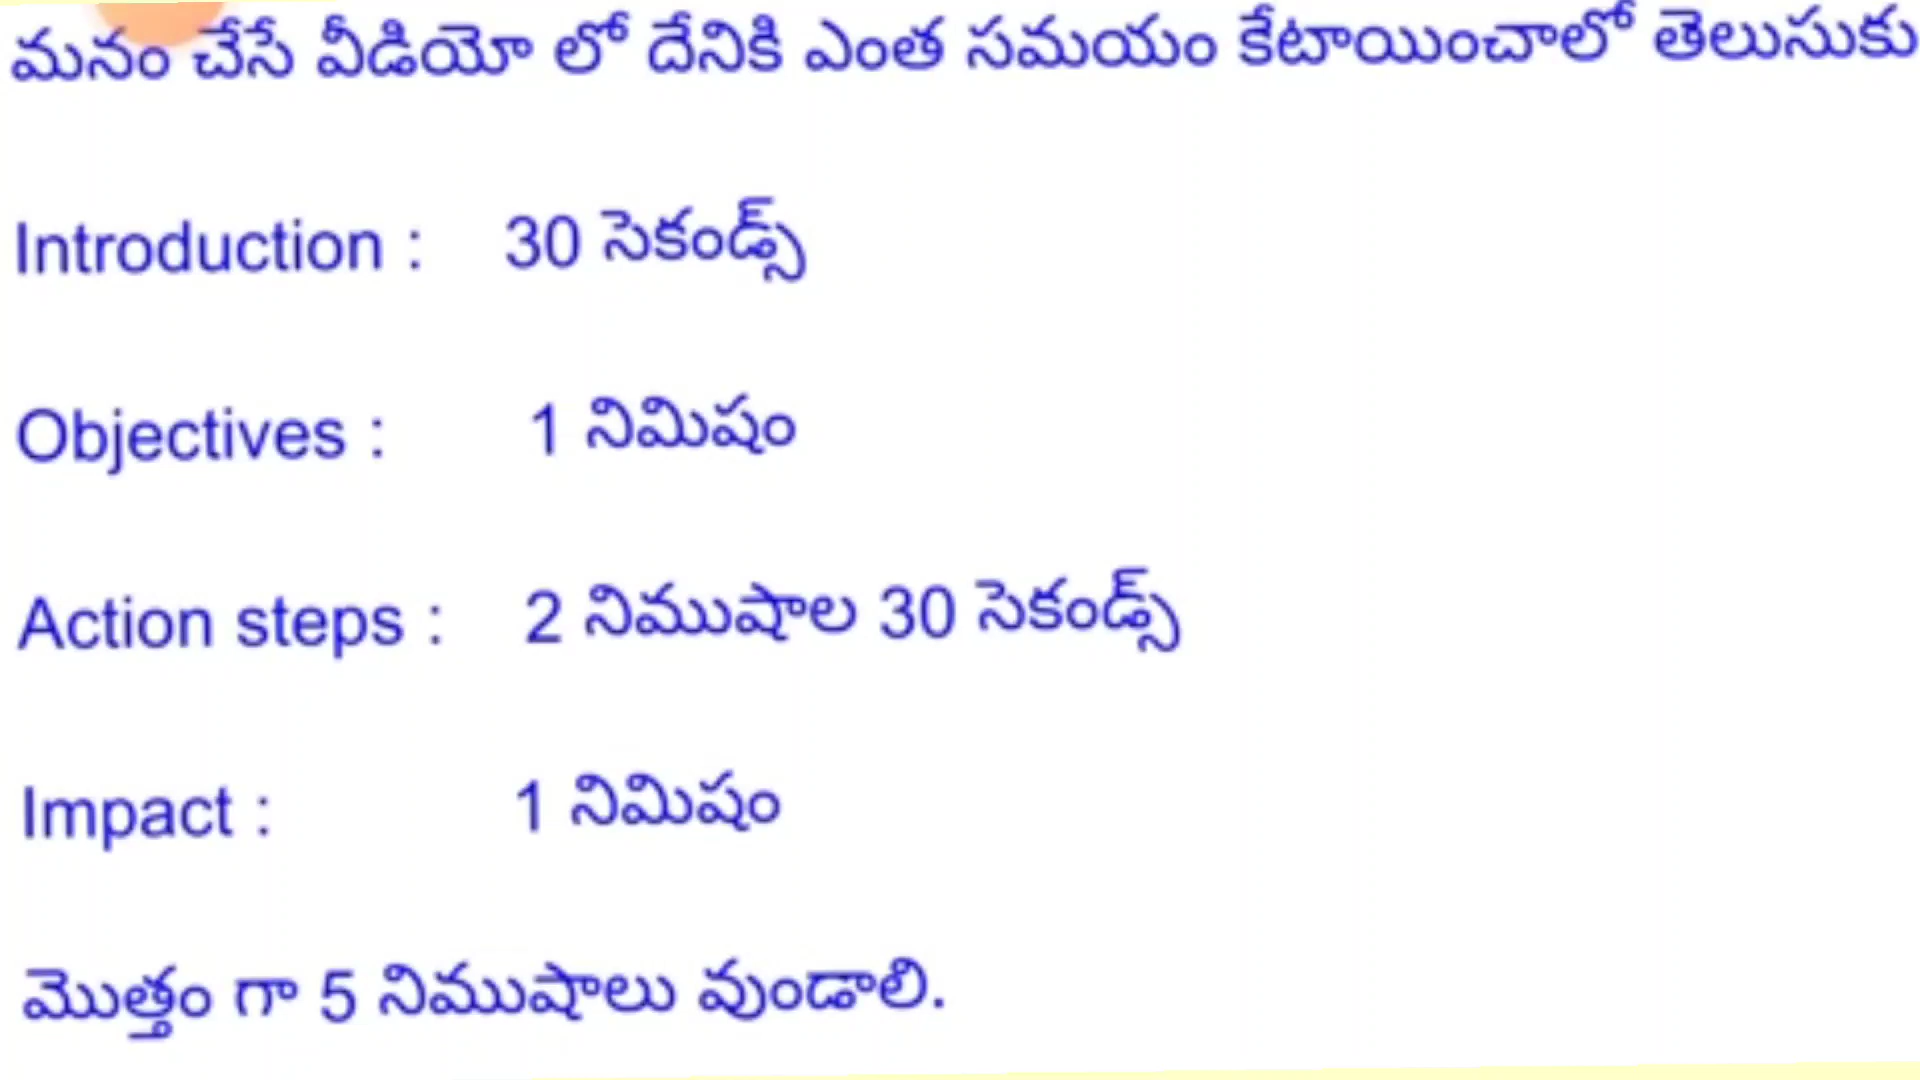 మనం చేసే వీడియో లో దేనికి ఎంత సమయం కేటాయించాలో తెలుసుకు
Introduction : 30 సెకండ్స్
Objectives : 1 నిమిషం
Action steps : 2 నిముషాల 30 సెకండ్స్
Impact : 1 నిమిషం
మొత్తం గా 5 నిముషాలు వుండాలి.